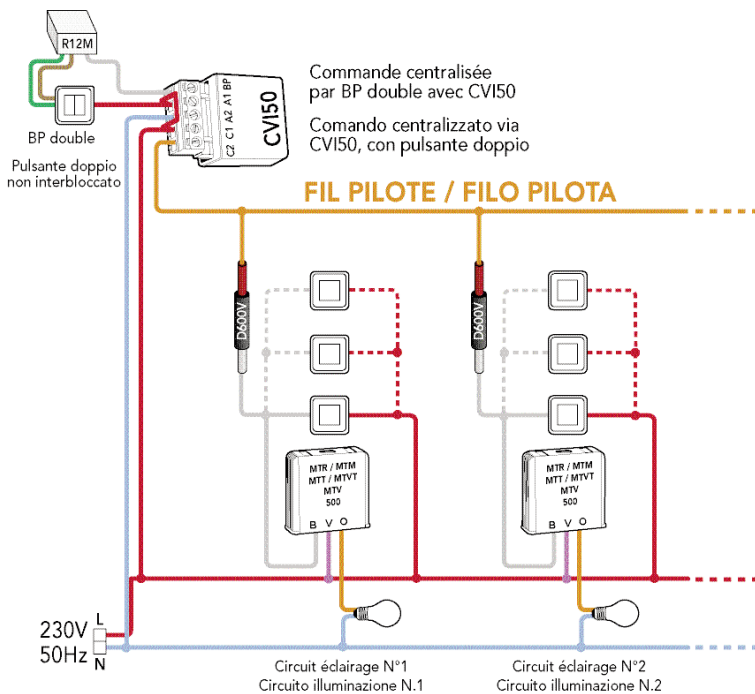 R12M
BP double
Pulsante doppio
non interbloccato
C2 C1 A2 A1 BP
CVI50
Commande centralisée
par BP double avec CVI50
Comando centralizzato via
CVI50, con pulsante doppio
FIL PILOTE / FILO PILOTA
D600V
D600V
MTR / MTM
MTT / MTVT
MTV
500
B V O
MTR / MTM
MTT / MTVT
MTV
500
B V O
230V L
50Hz N
Circuit éclairage N°1
Circuito illuminazione N.1
Circuit éclairage N°2
Circuito illuminazione N.2